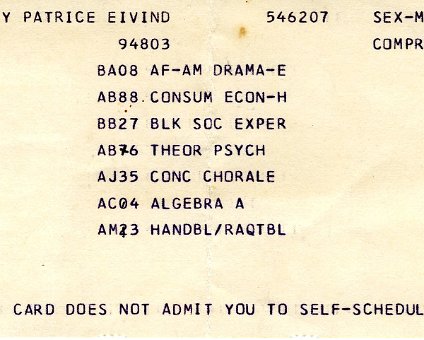 Y PATRICE EIVIND 546207 SEX-M
94803 COMPR
BA08 AF-AM DRAMA-E
AB88 CONSUM ECON-H
BB27 BLK SOC EXPER
AB76 THEOR PSYCH
AJ35 CONC CHORALE
AC04 ALGEBRA A
AM23 HANDBL/RAQTBL
CARD DOES NOT ADMIT YOU TO SELF-SCHEDUL